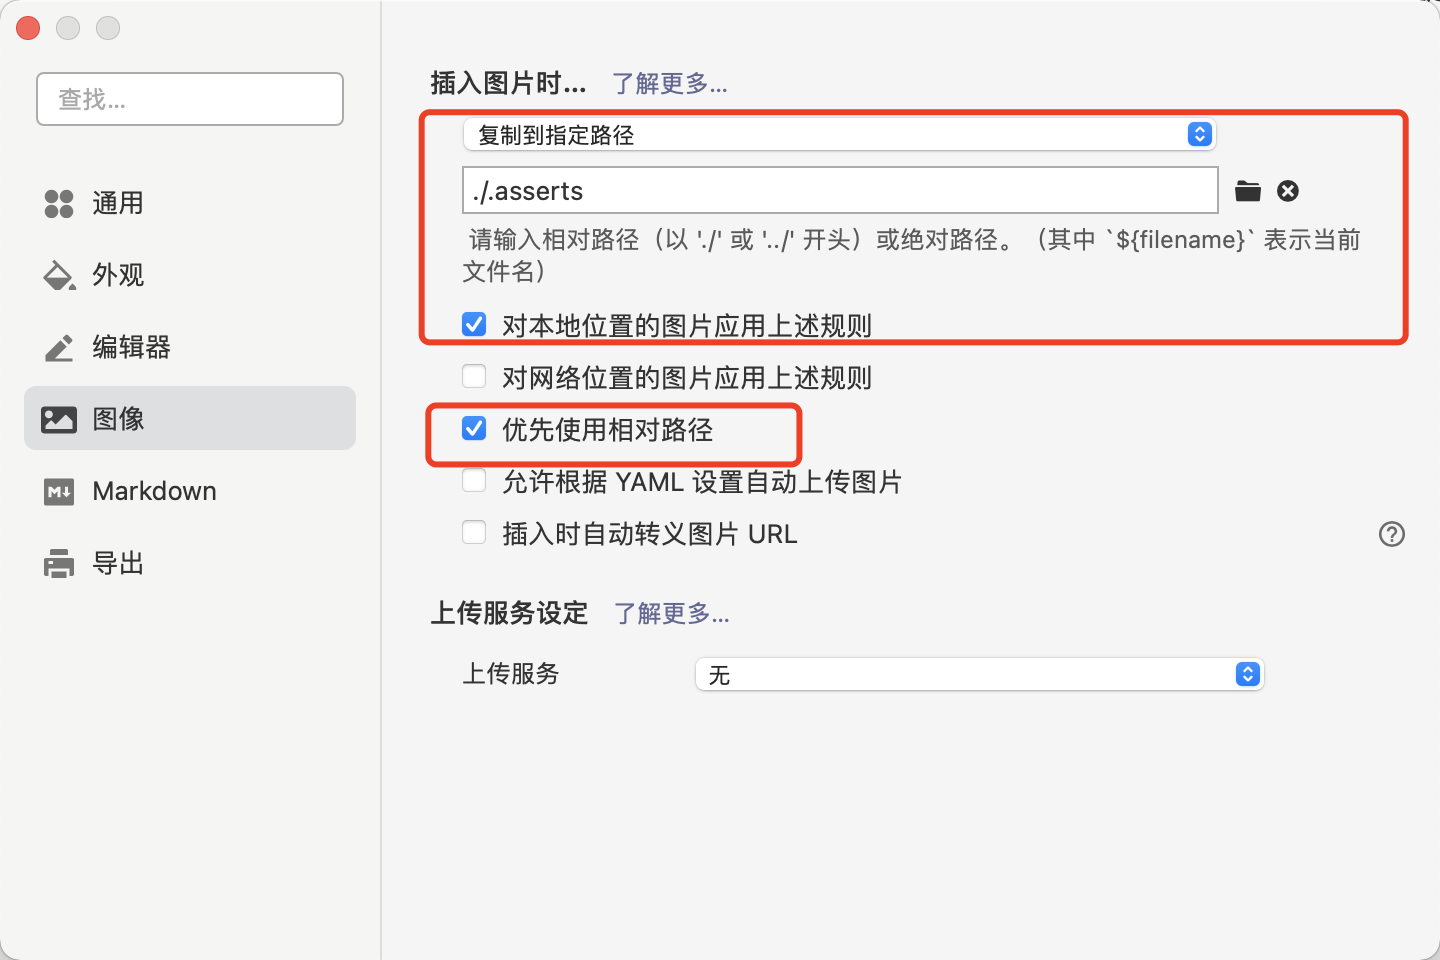 查找...
通用
外观
编辑器
图像
Markdown
导出
插入图片时... 了解更多...
复制到指定路径
./.asserts
请输入相对路径（以 './' 或 '../' 开头）或绝对路径。（其中 `${filename}` 表示当前
文件名）
对本地位置的图片应用上述规则
对网络位置的图片应用上述规则
优先使用相对路径
允许根据 YAML 设置自动上传图片
插入时自动转义图片 URL
上传服务设定 了解更多...
上传服务 无